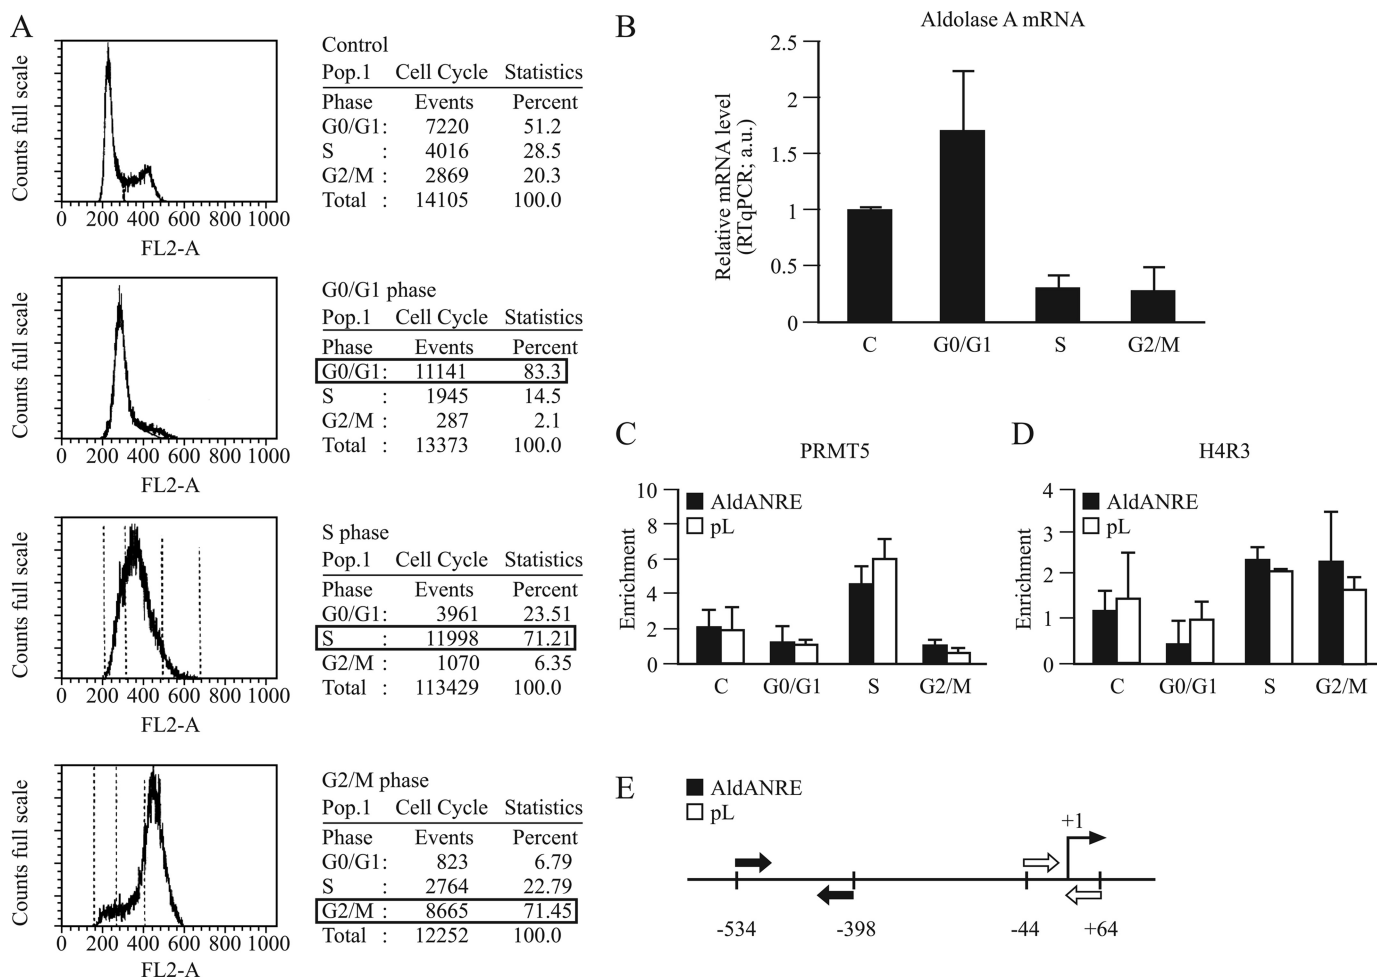 A
Counts full scale
0 200 400 600 800 1000
FL2-A
Control
Pop.1 Cell Cycle Statistics
Phase Events Percent
G0/G1: 7220 51.2
S : 4016 28.5
G2/M : 2869 20.3
Total : 14105 100.0
Counts full scale
0 200 400 600 800 1000
FL2-A
G0/G1 phase
Pop.1 Cell Cycle Statistics
Phase Events Percent
G0/G1: 11141 83.3
S : 1945 14.5
G2/M : 287 2.1
Total : 13373 100.0
Counts full scale
0 200 400 600 800 1000
FL2-A
S phase
Pop.1 Cell Cycle Statistics
Phase Events Percent
G0/G1: 3961 23.51
S : 11998 71.21
G2/M : 1070 6.35
Total : 113429 100.0
Counts full scale
0 200 400 600 800 1000
FL2-A
G2/M phase
Pop.1 Cell Cycle Statistics
Phase Events Percent
G0/G1: 823 6.79
S : 2764 22.79
G2/M : 8665 71.45
Total : 12252 100.0
B
Aldolase A mRNA
Relative mRNA level
(RTqPCR; a.u.)
2.5
2
1.5
1
0.5
0
C G0/G1 S G2/M
C
PRMT5
Enrichment
10
8
6
4
2
0
AldANRE
pL
C G0/G1 S G2/M
D
H4R3
Enrichment
4
3
2
1
0
AldANRE
pL
C G0/G1 S G2/M
E
AldANRE
pL
+1
-534 -398 -44 +64